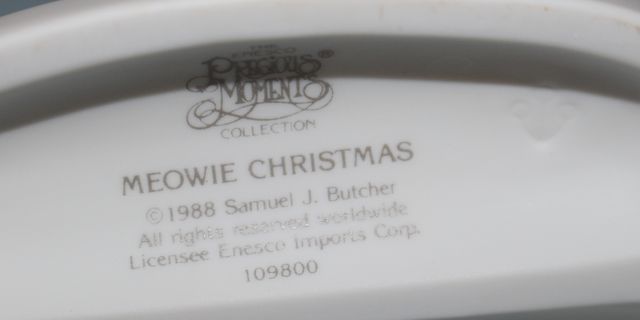 THE
ENESCO
PRECIOUS ®
MOMENTS
COLLECTION
MEOWIE CHRISTMAS
©1988 Samuel J. Butcher
All rights reserved worldwide
Licensee Enesco Imports Corp.
109800